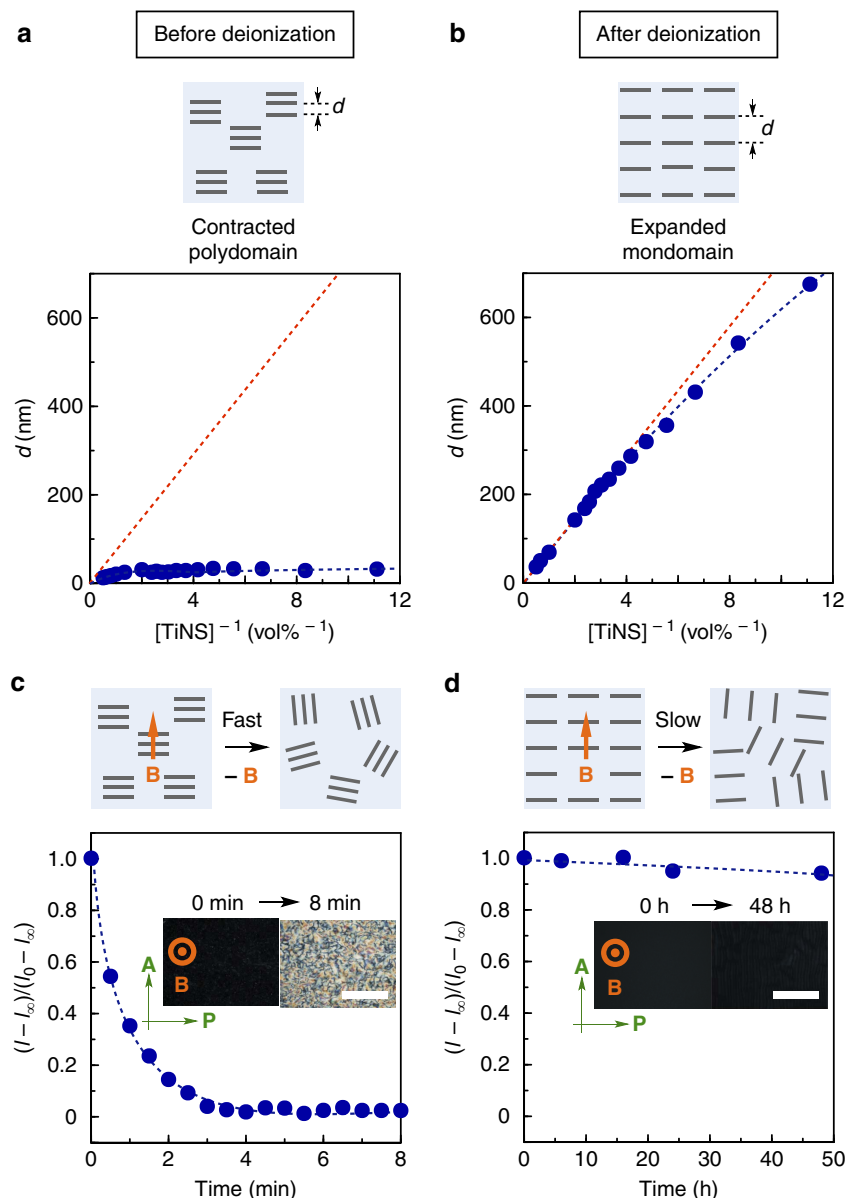 a
Before deionization
d
Contracted
polydomain
600
400
200
0
d (nm)
0 4 8 12
[TiNS]⁻¹ (vol%⁻¹)
b
After deionization
d
Expanded
mondomain
600
400
200
0
d (nm)
0 4 8 12
[TiNS]⁻¹ (vol%⁻¹)
c
B
Fast
– B
1.0
0.8
0.6
0.4
0.2
0
(I – I∞)/(I₀ – I∞)
0 min → 8 min
B
A
P
0 2 4 6 8
Time (min)
d
B
Slow
– B
1.0
0.8
0.6
0.4
0.2
0
(I – I∞)/(I₀ – I∞)
0 h → 48 h
B
A
P
0 10 20 30 40 50
Time (h)